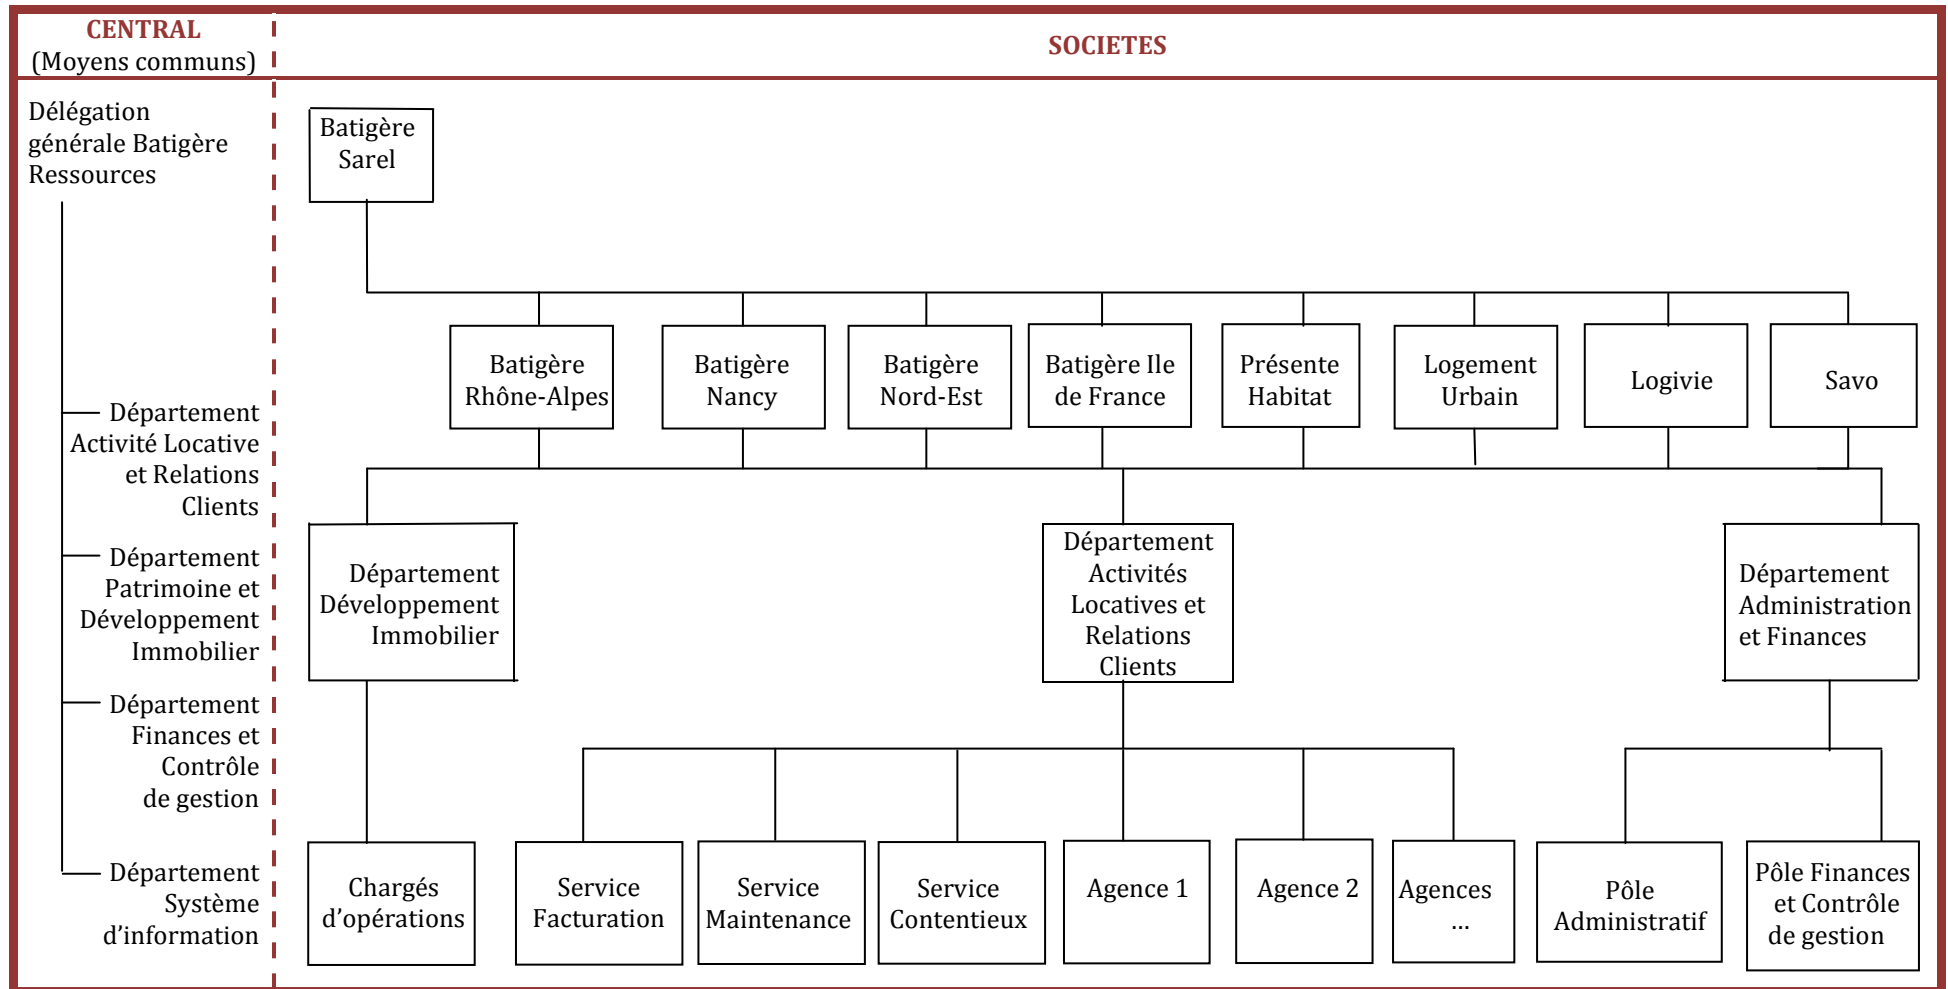 CENTRAL
(Moyens communs)
SOCIETES
Délégation
générale Batigère
Ressources
Département
Activité Locative
et Relations
Clients
Département
Patrimoine et
Développement
Immobilier
Département
Finances et
Contrôle
de gestion
Département
Système
d’information
Batigère
Sarel
Batigère
Rhône-Alpes
Batigère
Nancy
Batigère
Nord-Est
Batigère Ile
de France
Présente
Habitat
Logement
Urbain
Logivie
Savo
Département
Développement
Immobilier
Département
Activités
Locatives et
Relations
Clients
Département
Administration
et Finances
Chargés
d’opérations
Service
Facturation
Service
Maintenance
Service
Contentieux
Agence 1
Agence 2
Agences
...
Pôle
Administratif
Pôle Finances
et Contrôle
de gestion